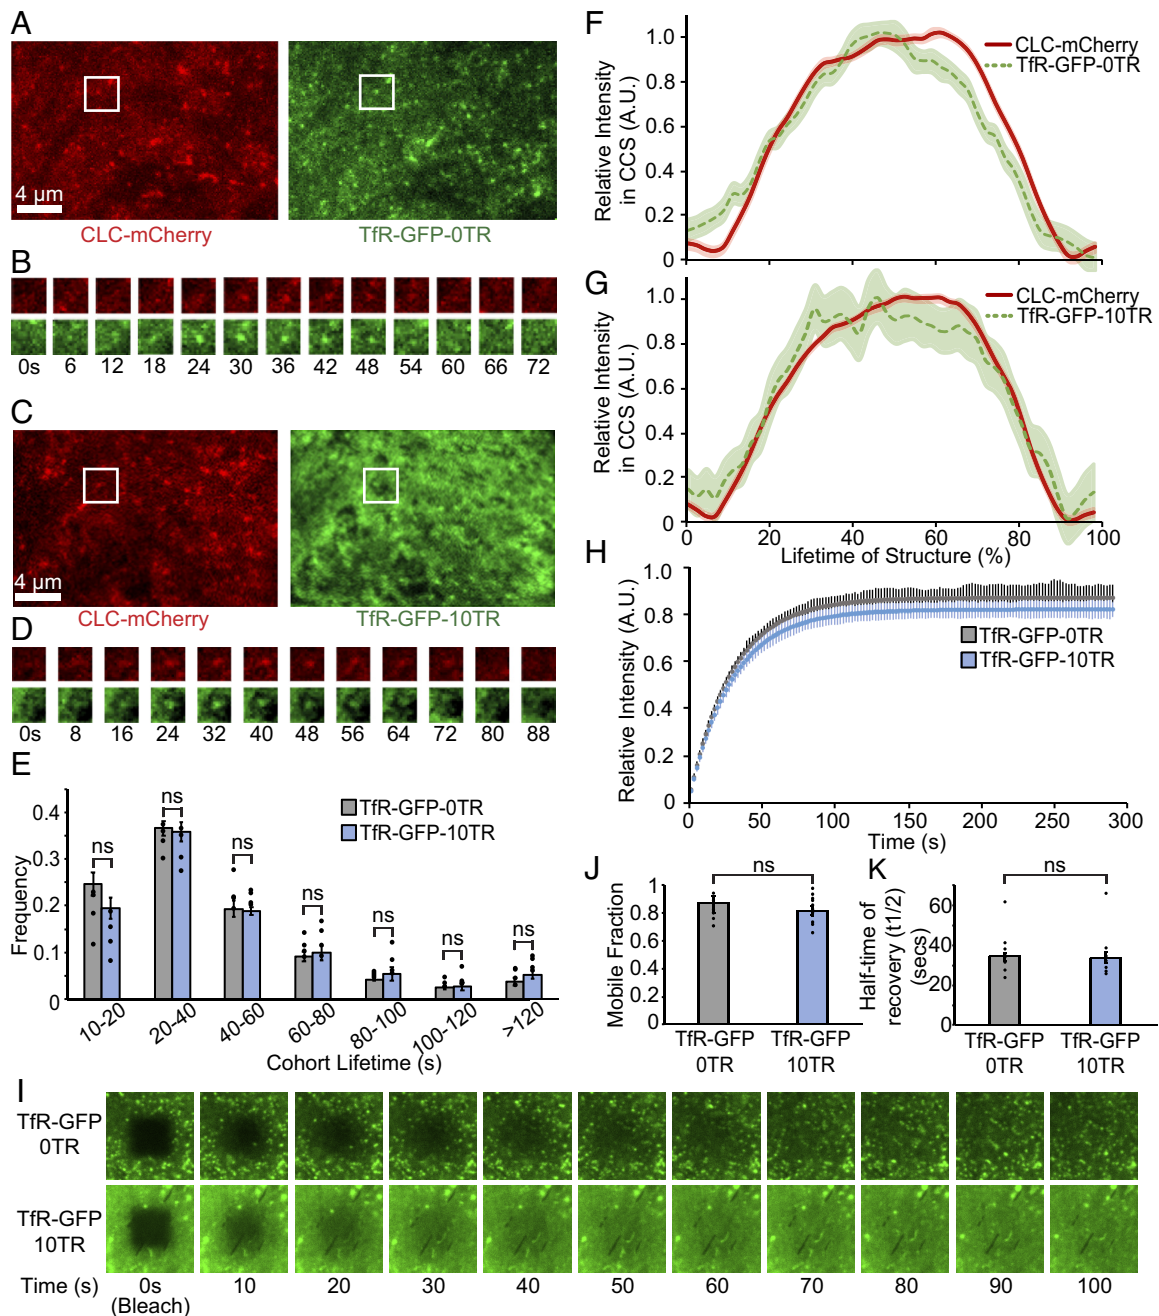 A
4 µm
CLC-mCherry
TfR-GFP-0TR
B
0s 6 12 18 24 30 36 42 48 54 60 66 72
C
4 µm
CLC-mCherry
TfR-GFP-10TR
D
0s 8 16 24 32 40 48 56 64 72 80 88
E
Frequency
0.4
0.3
0.2
0.1
0
ns
ns
ns
ns
ns
ns
ns
TfR-GFP-0TR
TfR-GFP-10TR
10-20 20-40 40-60 60-80 80-100 100-120 >120
Cohort Lifetime (s)
F
Relative Intensity
in CCS (A.U.)
1.0
0.8
0.6
0.4
0.2
0
CLC-mCherry
TfR-GFP-0TR
G
Relative Intensity
in CCS (A.U.)
1.0
0.8
0.6
0.4
0.2
0
CLC-mCherry
TfR-GFP-10TR
0 20 40 60 80 100
Lifetime of Structure (%)
H
Relative Intensity (A.U.)
1.0
0.8
0.6
0.4
0.2
0
TfR-GFP-0TR
TfR-GFP-10TR
0 50 100 150 200 250 300
Time (s)
J
Mobile Fraction
1
0.8
0.6
0.4
0.2
0
ns
TfR-GFP TfR-GFP
0TR 10TR
K
Half-time of
recovery (t1/2)
(secs)
60
40
20
0
ns
TfR-GFP TfR-GFP
0TR 10TR
I
TfR-GFP
0TR
TfR-GFP
10TR
Time (s) 0s 10 20 30 40 50 60 70 80 90 100
(Bleach)